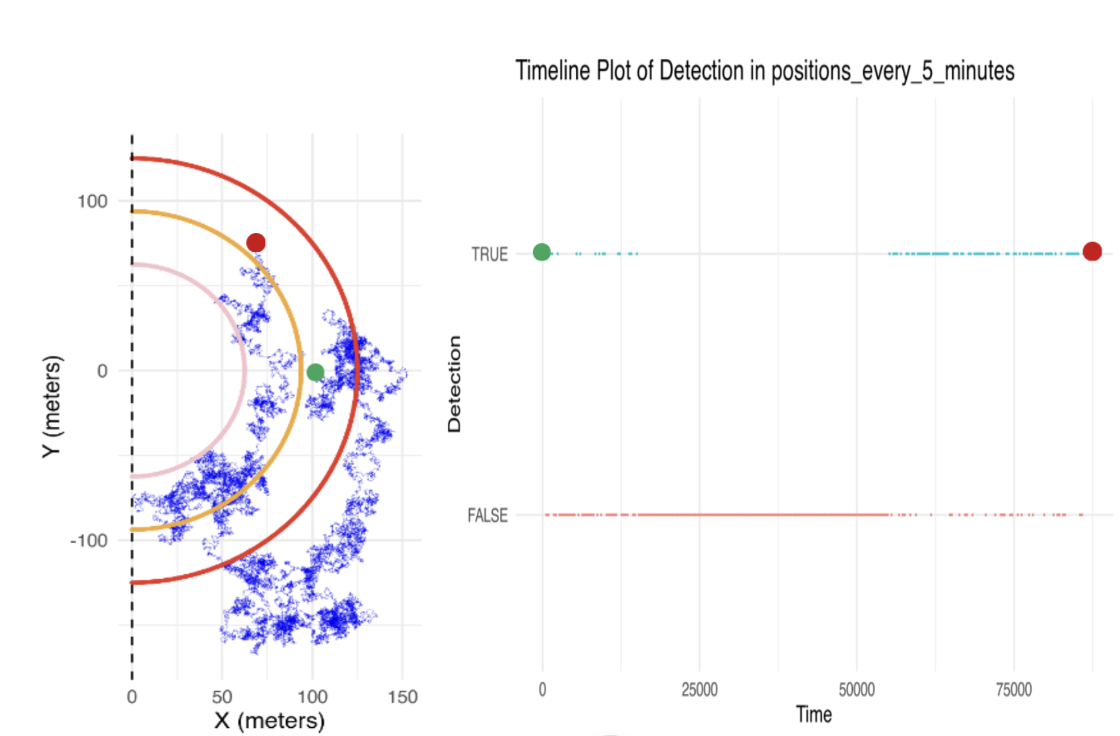 Timeline Plot of Detection in positions_every_5_minutes
Y (meters)
100
0
-100
0
50
100
150
X (meters)
Detection
TRUE
FALSE
0
25000
50000
75000
Time